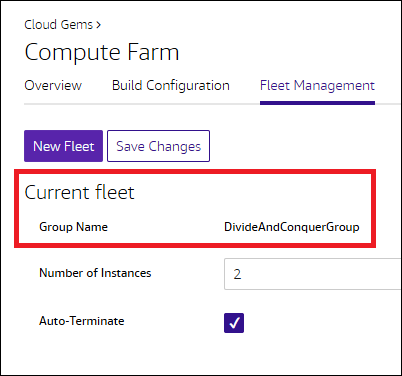 Cloud Gems >
Compute Farm
Overview Build Configuration Fleet Management
New Fleet Save Changes
Current fleet
Group Name DivideAndConquerGroup
Number of Instances 2
Auto-Terminate